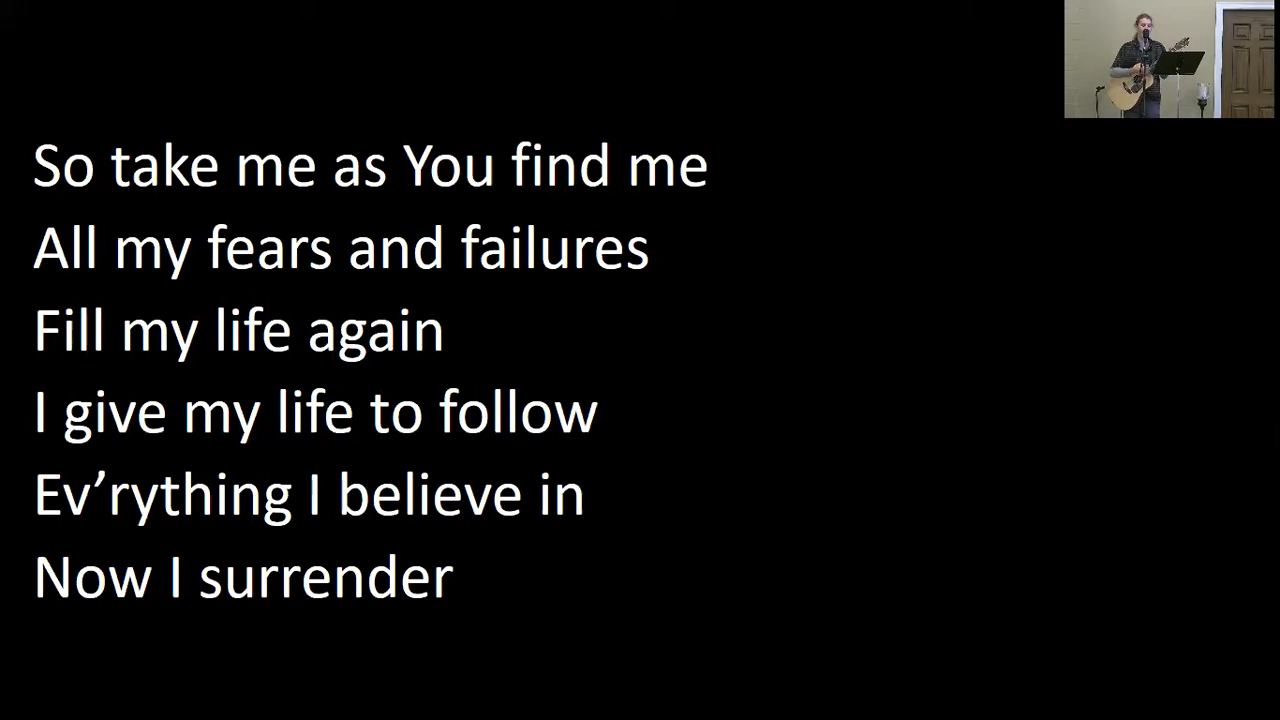 So take me as You find me
All my fears and failures
Fill my life again
I give my life to follow
Ev’rything I believe in
Now I surrender